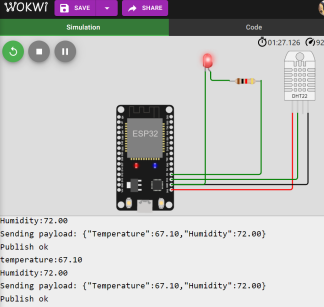 WOKWI
SAVE
SHARE
Simulation
Code
01:27.126
92
ESP32
DHT22
Humidity:72.00
Sending payload: {"Temperature":67.10,"Humidity":72.00}
Publish ok
temperature:67.10
Humidity:72.00
Sending payload: {"Temperature":67.10,"Humidity":72.00}
Publish ok